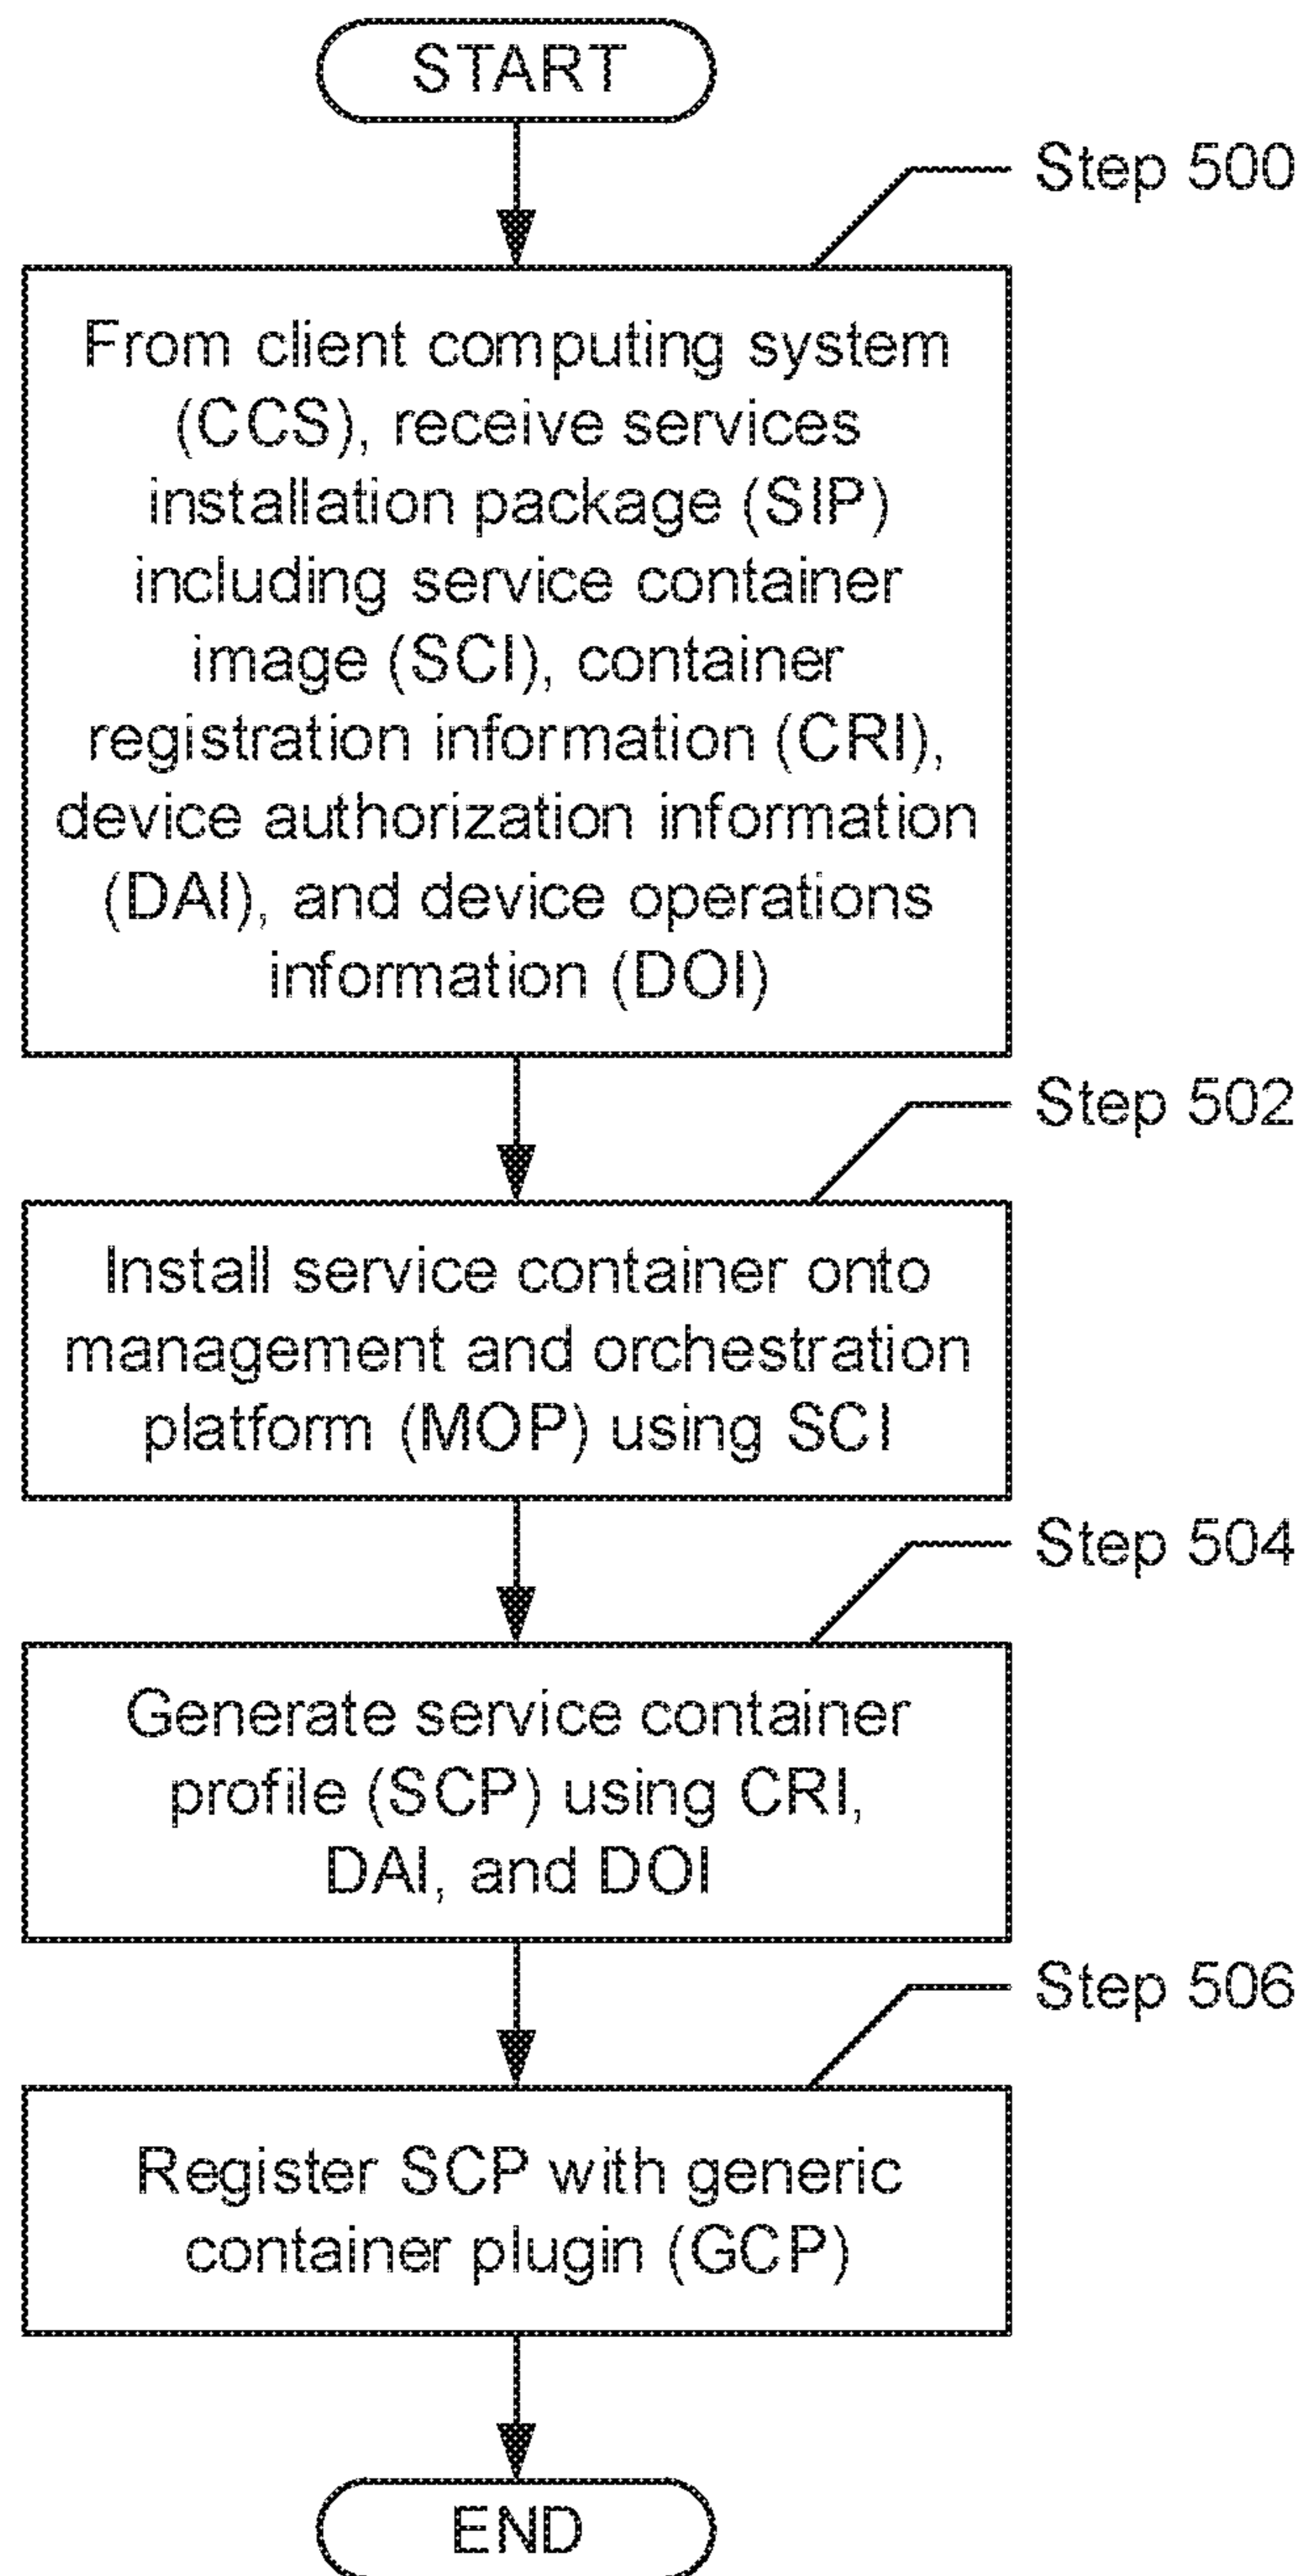 START
Step 500
From client computing system
(CCS), receive services
installation package (SIP)
including service container
image (SCI), container
registration information (CRI),
device authorization information
(DAI), and device operations
information (DOI)
Step 502
Install service container onto
management and orchestration
platform (MOP) using SCI
Step 504
Generate service container
profile (SCP) using CRI,
DAI, and DOI
Step 506
Register SCP with generic
container plugin (GCP)
END